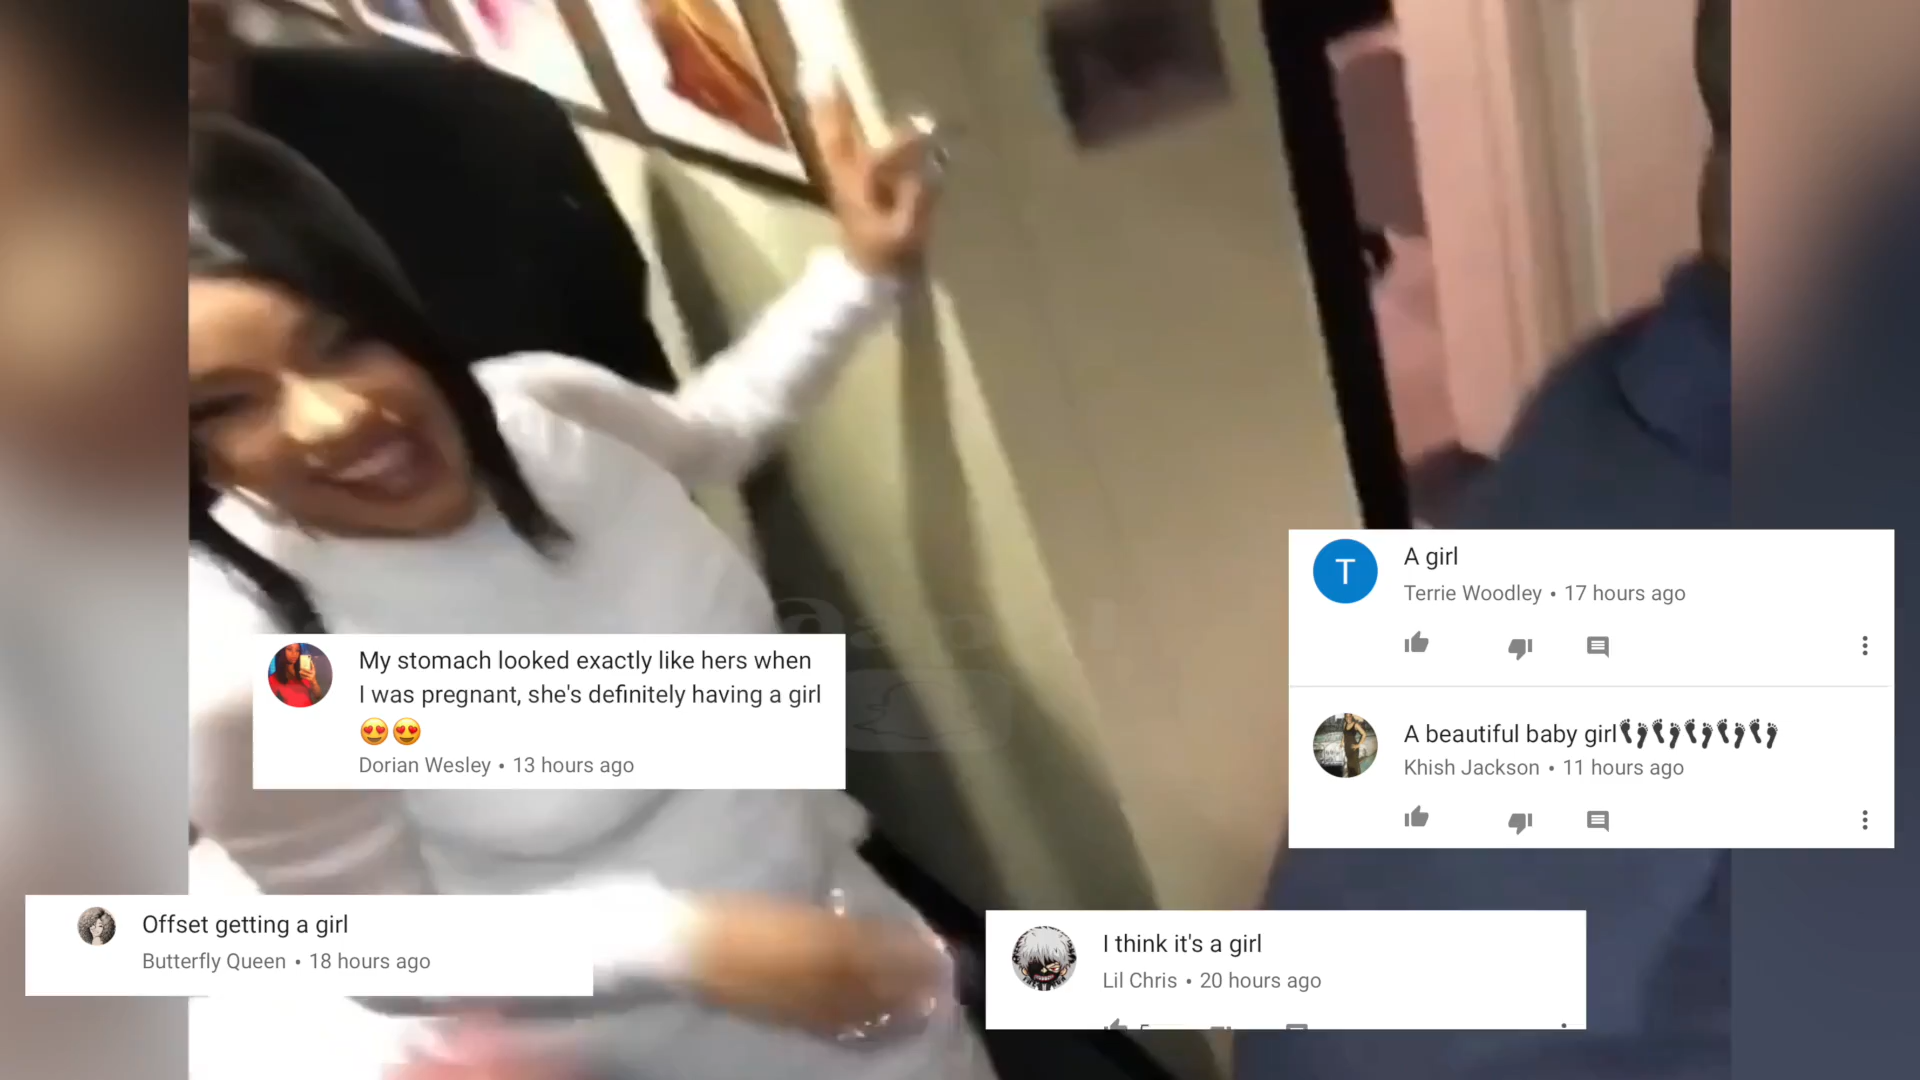 A girl
T
Terrie Woodley • 17 hours ago
My stomach looked exactly like hers when
I was pregnant, she's definitely having a girl
😍😍
Dorian Wesley • 13 hours ago
A beautiful baby girl👣👣👣👣👣
Khish Jackson • 11 hours ago
Offset getting a girl
Butterfly Queen • 18 hours ago
I think it's a girl
Lil Chris • 20 hours ago